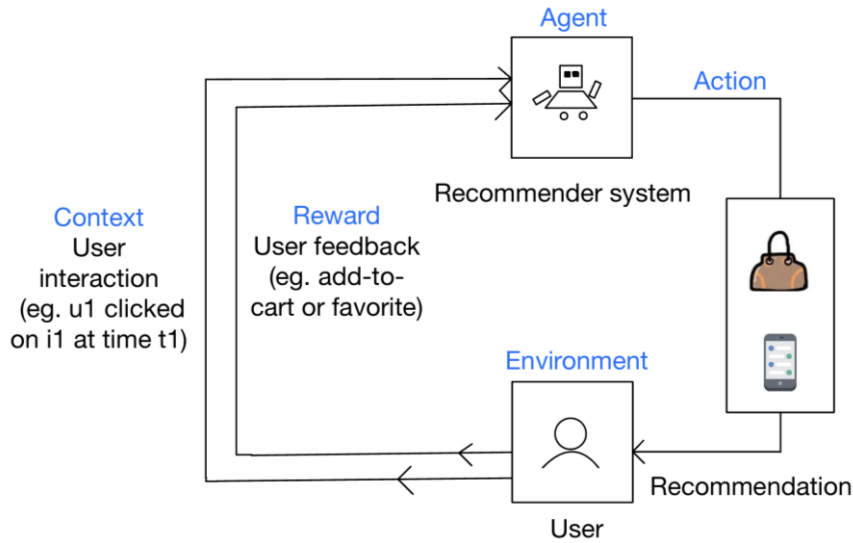 Agent
Action
Recommender system
Context
User
interaction
(eg. u1 clicked
on i1 at time t1)
Reward
User feedback
(eg. add-to-
cart or favorite)
Environment
Recommendation
User